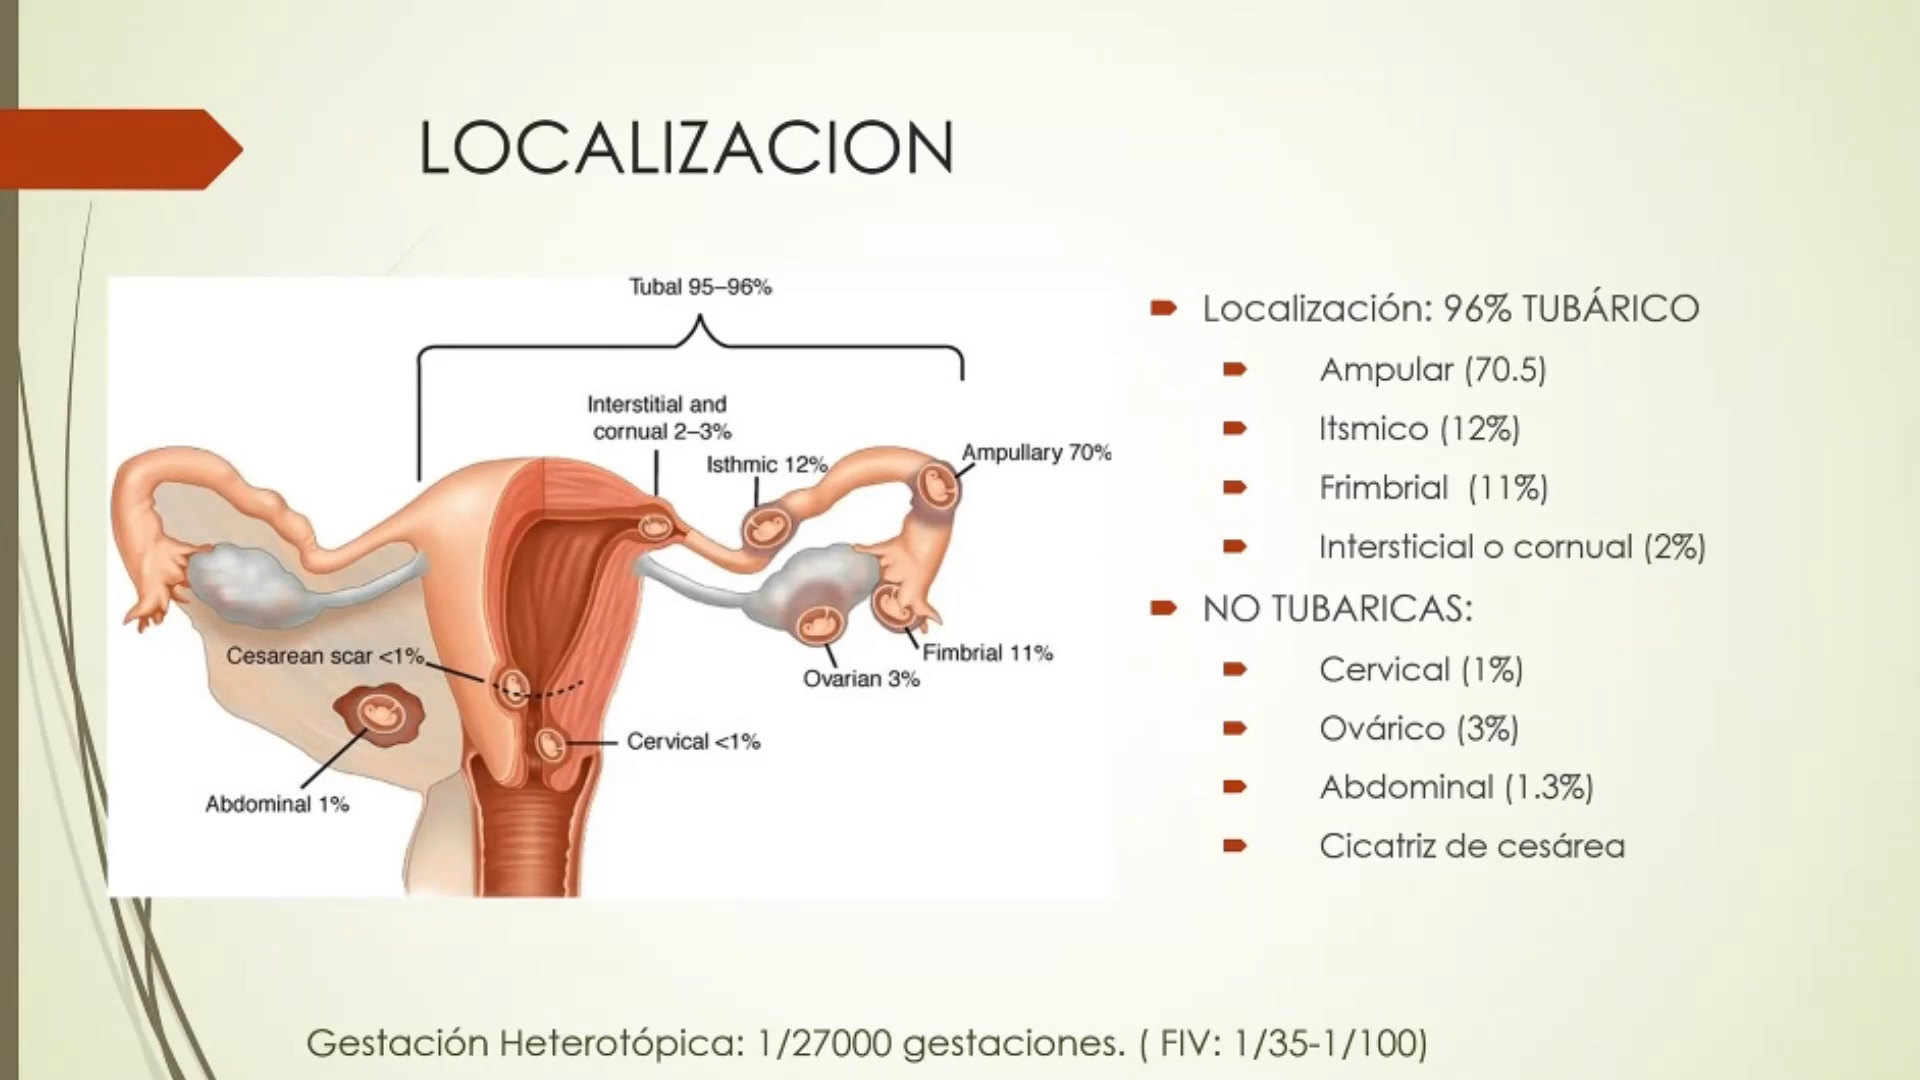 LOCALIZACION
Tubal 95–96%
Interstitial and
cornual 2–3%
Isthmic 12%
Ampullary 70%
Cesarean scar <1%
Fimbrial 11%
Ovarian 3%
Cervical <1%
Abdominal 1%
Localización: 96% TUBÁRICO
Ampular (70.5)
Itsmico (12%)
Frimbrial (11%)
Intersticial o cornual (2%)
NO TUBARICAS:
Cervical (1%)
Ovárico (3%)
Abdominal (1.3%)
Cicatriz de cesárea
Gestación Heterotópica: 1/27000 gestaciones. ( FIV: 1/35-1/100)